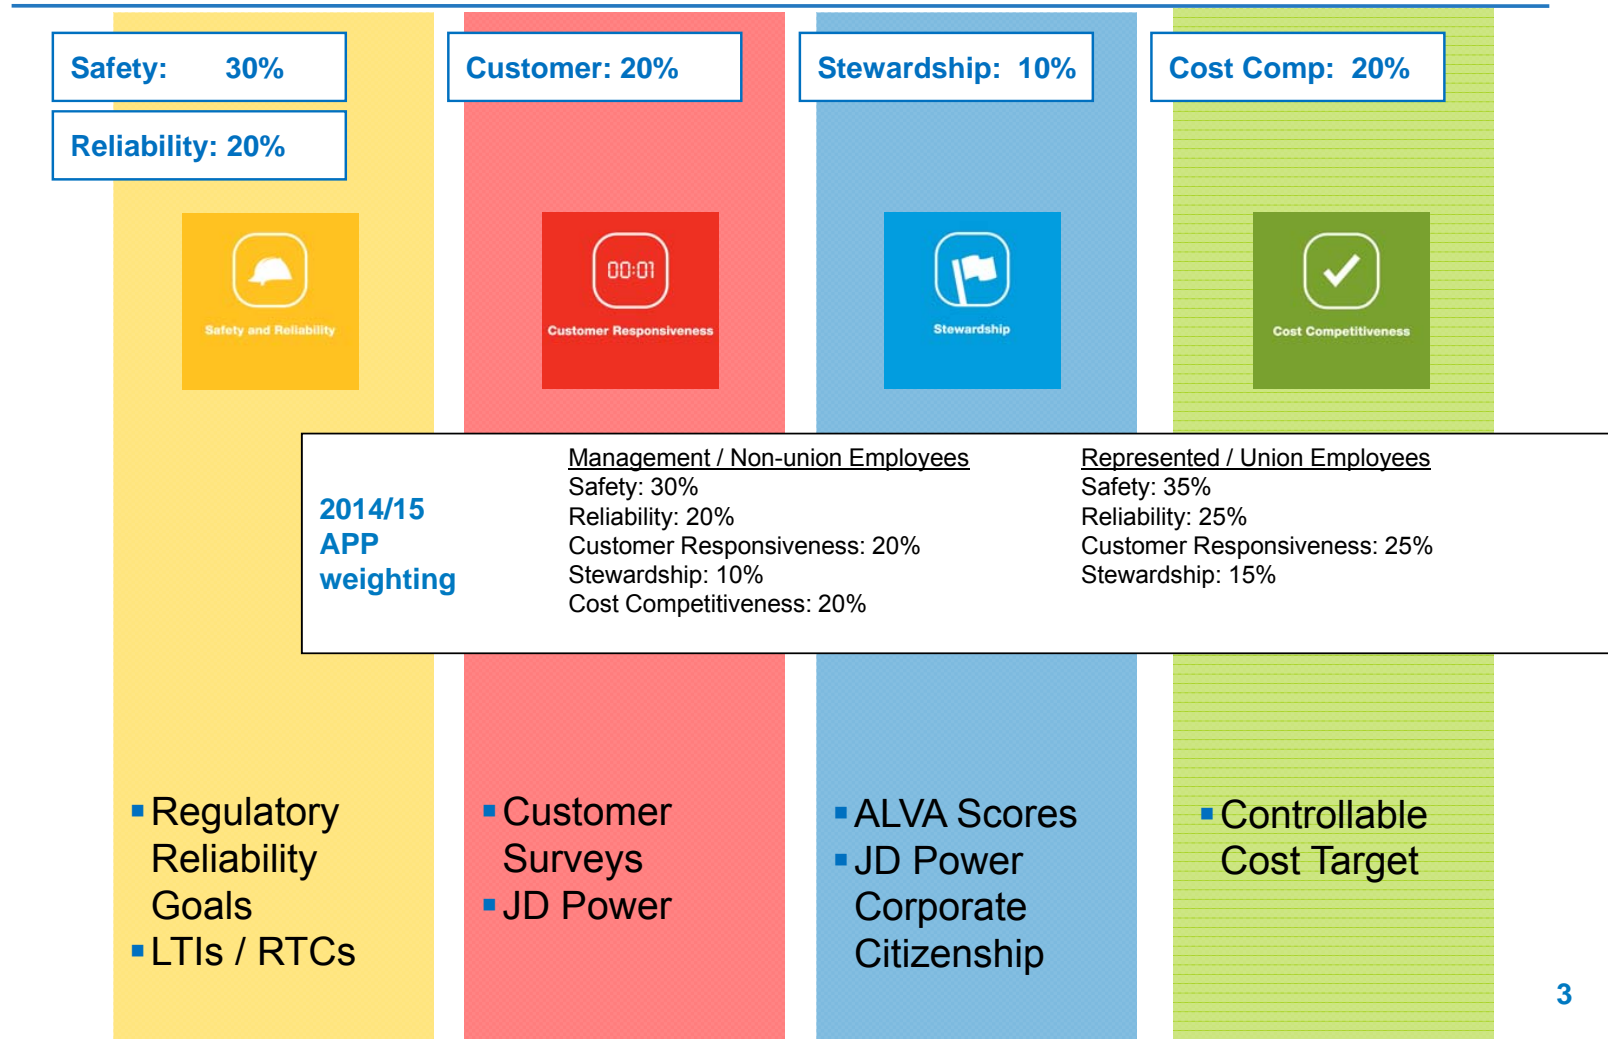 Safety: 30%
Reliability: 20%
Customer: 20%
Stewardship: 10%
Cost Comp: 20%
Safety and Reliability
00:01
Customer Responsiveness
Stewardship
Cost Competitiveness
2014/15
APP
weighting
Management / Non-union Employees
Safety: 30%
Reliability: 20%
Customer Responsiveness: 20%
Stewardship: 10%
Cost Competitiveness: 20%
Represented / Union Employees
Safety: 35%
Reliability: 25%
Customer Responsiveness: 25%
Stewardship: 15%
▪ Regulatory
Reliability
Goals
▪ LTIs / RTCs
▪ Customer
Surveys
▪ JD Power
▪ ALVA Scores
▪ JD Power
Corporate
Citizenship
▪ Controllable
Cost Target
3